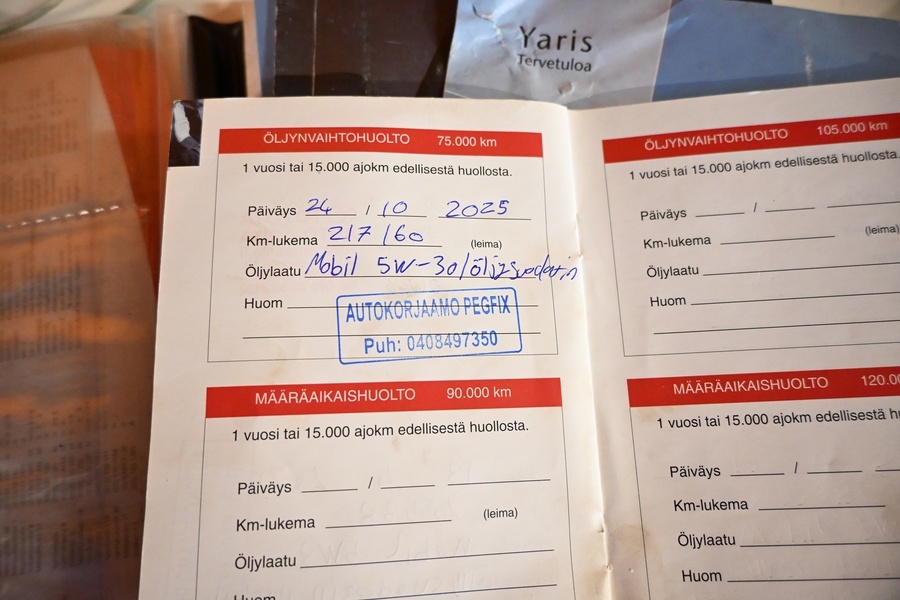 Yaris
Tervetuloa
ÖLJYNVAIHTOHUOLTO 75.000 km
1 vuosi tai 15.000 ajokm edellisestä huollosta.
Päiväys 24 / 10 2025
Km-lukema 217160 (leima)
Öljylaatu Mobil 5W-30/öljzsuodatin
Huom
AUTOKORJAAMO PEGFIX
Puh: 0408497350
MÄÄRÄAIKAISHUOLTO 90.000 km
1 vuosi tai 15.000 ajokm edellisestä huollosta.
Päiväys /
Km-lukema (leima)
Öljylaatu
Huom
ÖLJYNVAIHTOHUOLTO 105.000 km
1 vuosi tai 15.000 ajokm edellisestä huollosta.
Päiväys /
Km-lukema (leima)
Öljylaatu
Huom
MÄÄRÄAIKAISHUOLTO 120.00
1 vuosi tai 15.000 ajokm edellisestä h
Päiväys /
Km-lukema
Öljylaatu
Huom